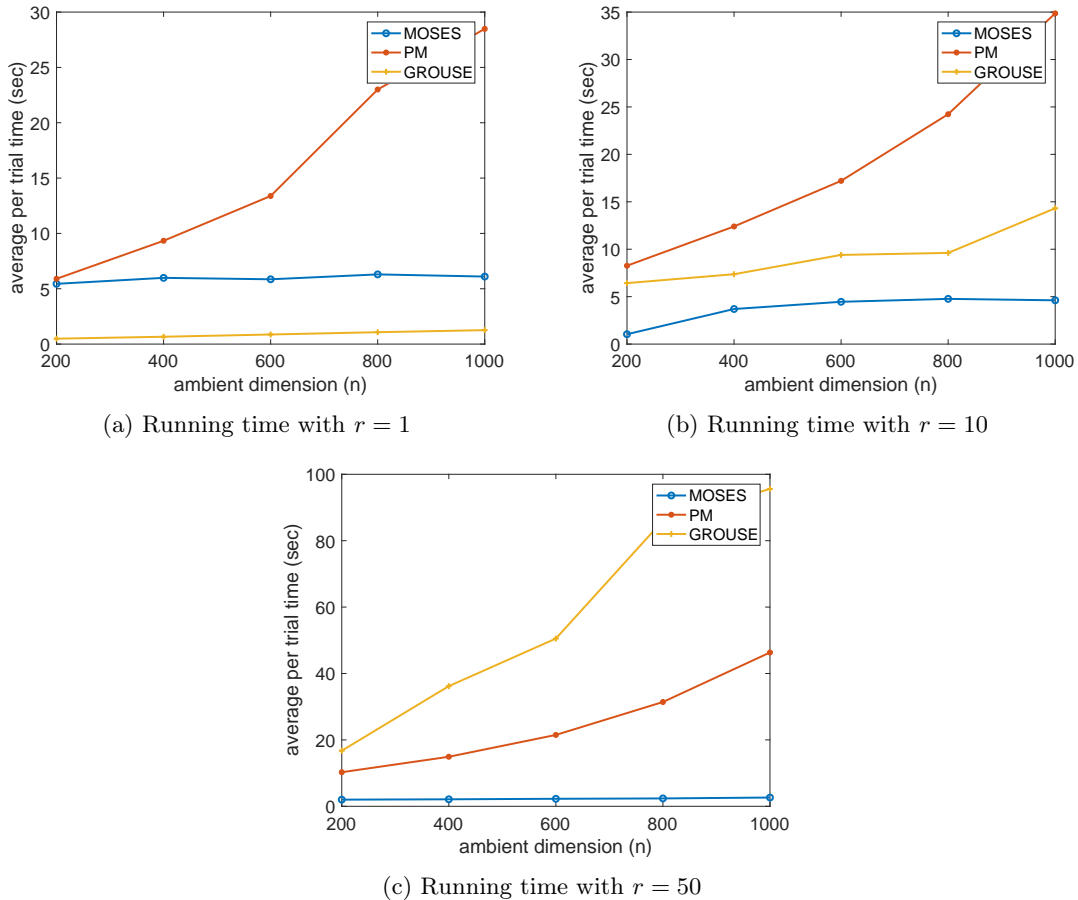 30
25
20
15
10
5
0
average per trial time (sec)
MOSES
PM
GROUSE
200 400 600 800 1000
ambient dimension (n)
(a) Running time with r = 1
35
30
25
20
15
10
5
0
average per trial time (sec)
MOSES
PM
GROUSE
200 400 600 800 1000
ambient dimension (n)
(b) Running time with r = 10
100
80
60
40
20
0
average per trial time (sec)
MOSES
PM
GROUSE
200 400 600 800 1000
ambient dimension (n)
(c) Running time with r = 50